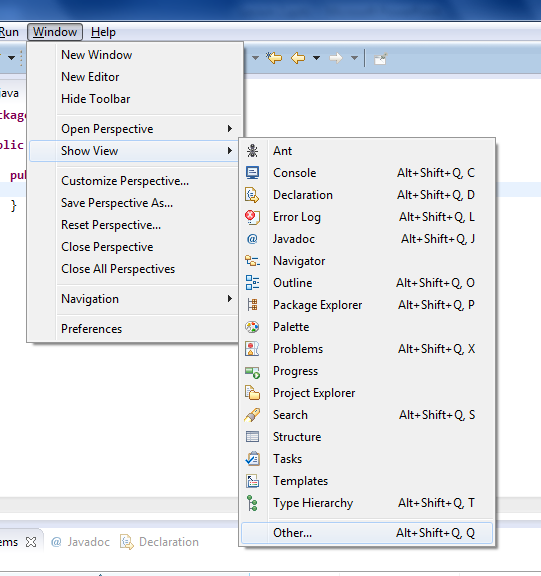 Run Window Help
New Window
New Editor
Hide Toolbar
Open Perspective
Show View
Customize Perspective...
Save Perspective As...
Reset Perspective...
Close Perspective
Close All Perspectives
Navigation
Preferences
java
ckage
blic
pub
}
Ant
Console Alt+Shift+Q, C
Declaration Alt+Shift+Q, D
Error Log Alt+Shift+Q, L
Javadoc Alt+Shift+Q, J
Navigator
Outline Alt+Shift+Q, O
Package Explorer Alt+Shift+Q, P
Palette
Problems Alt+Shift+Q, X
Progress
Project Explorer
Search Alt+Shift+Q, S
Structure
Tasks
Templates
Type Hierarchy Alt+Shift+Q, T
Other... Alt+Shift+Q, Q
ems @ Javadoc Declaration